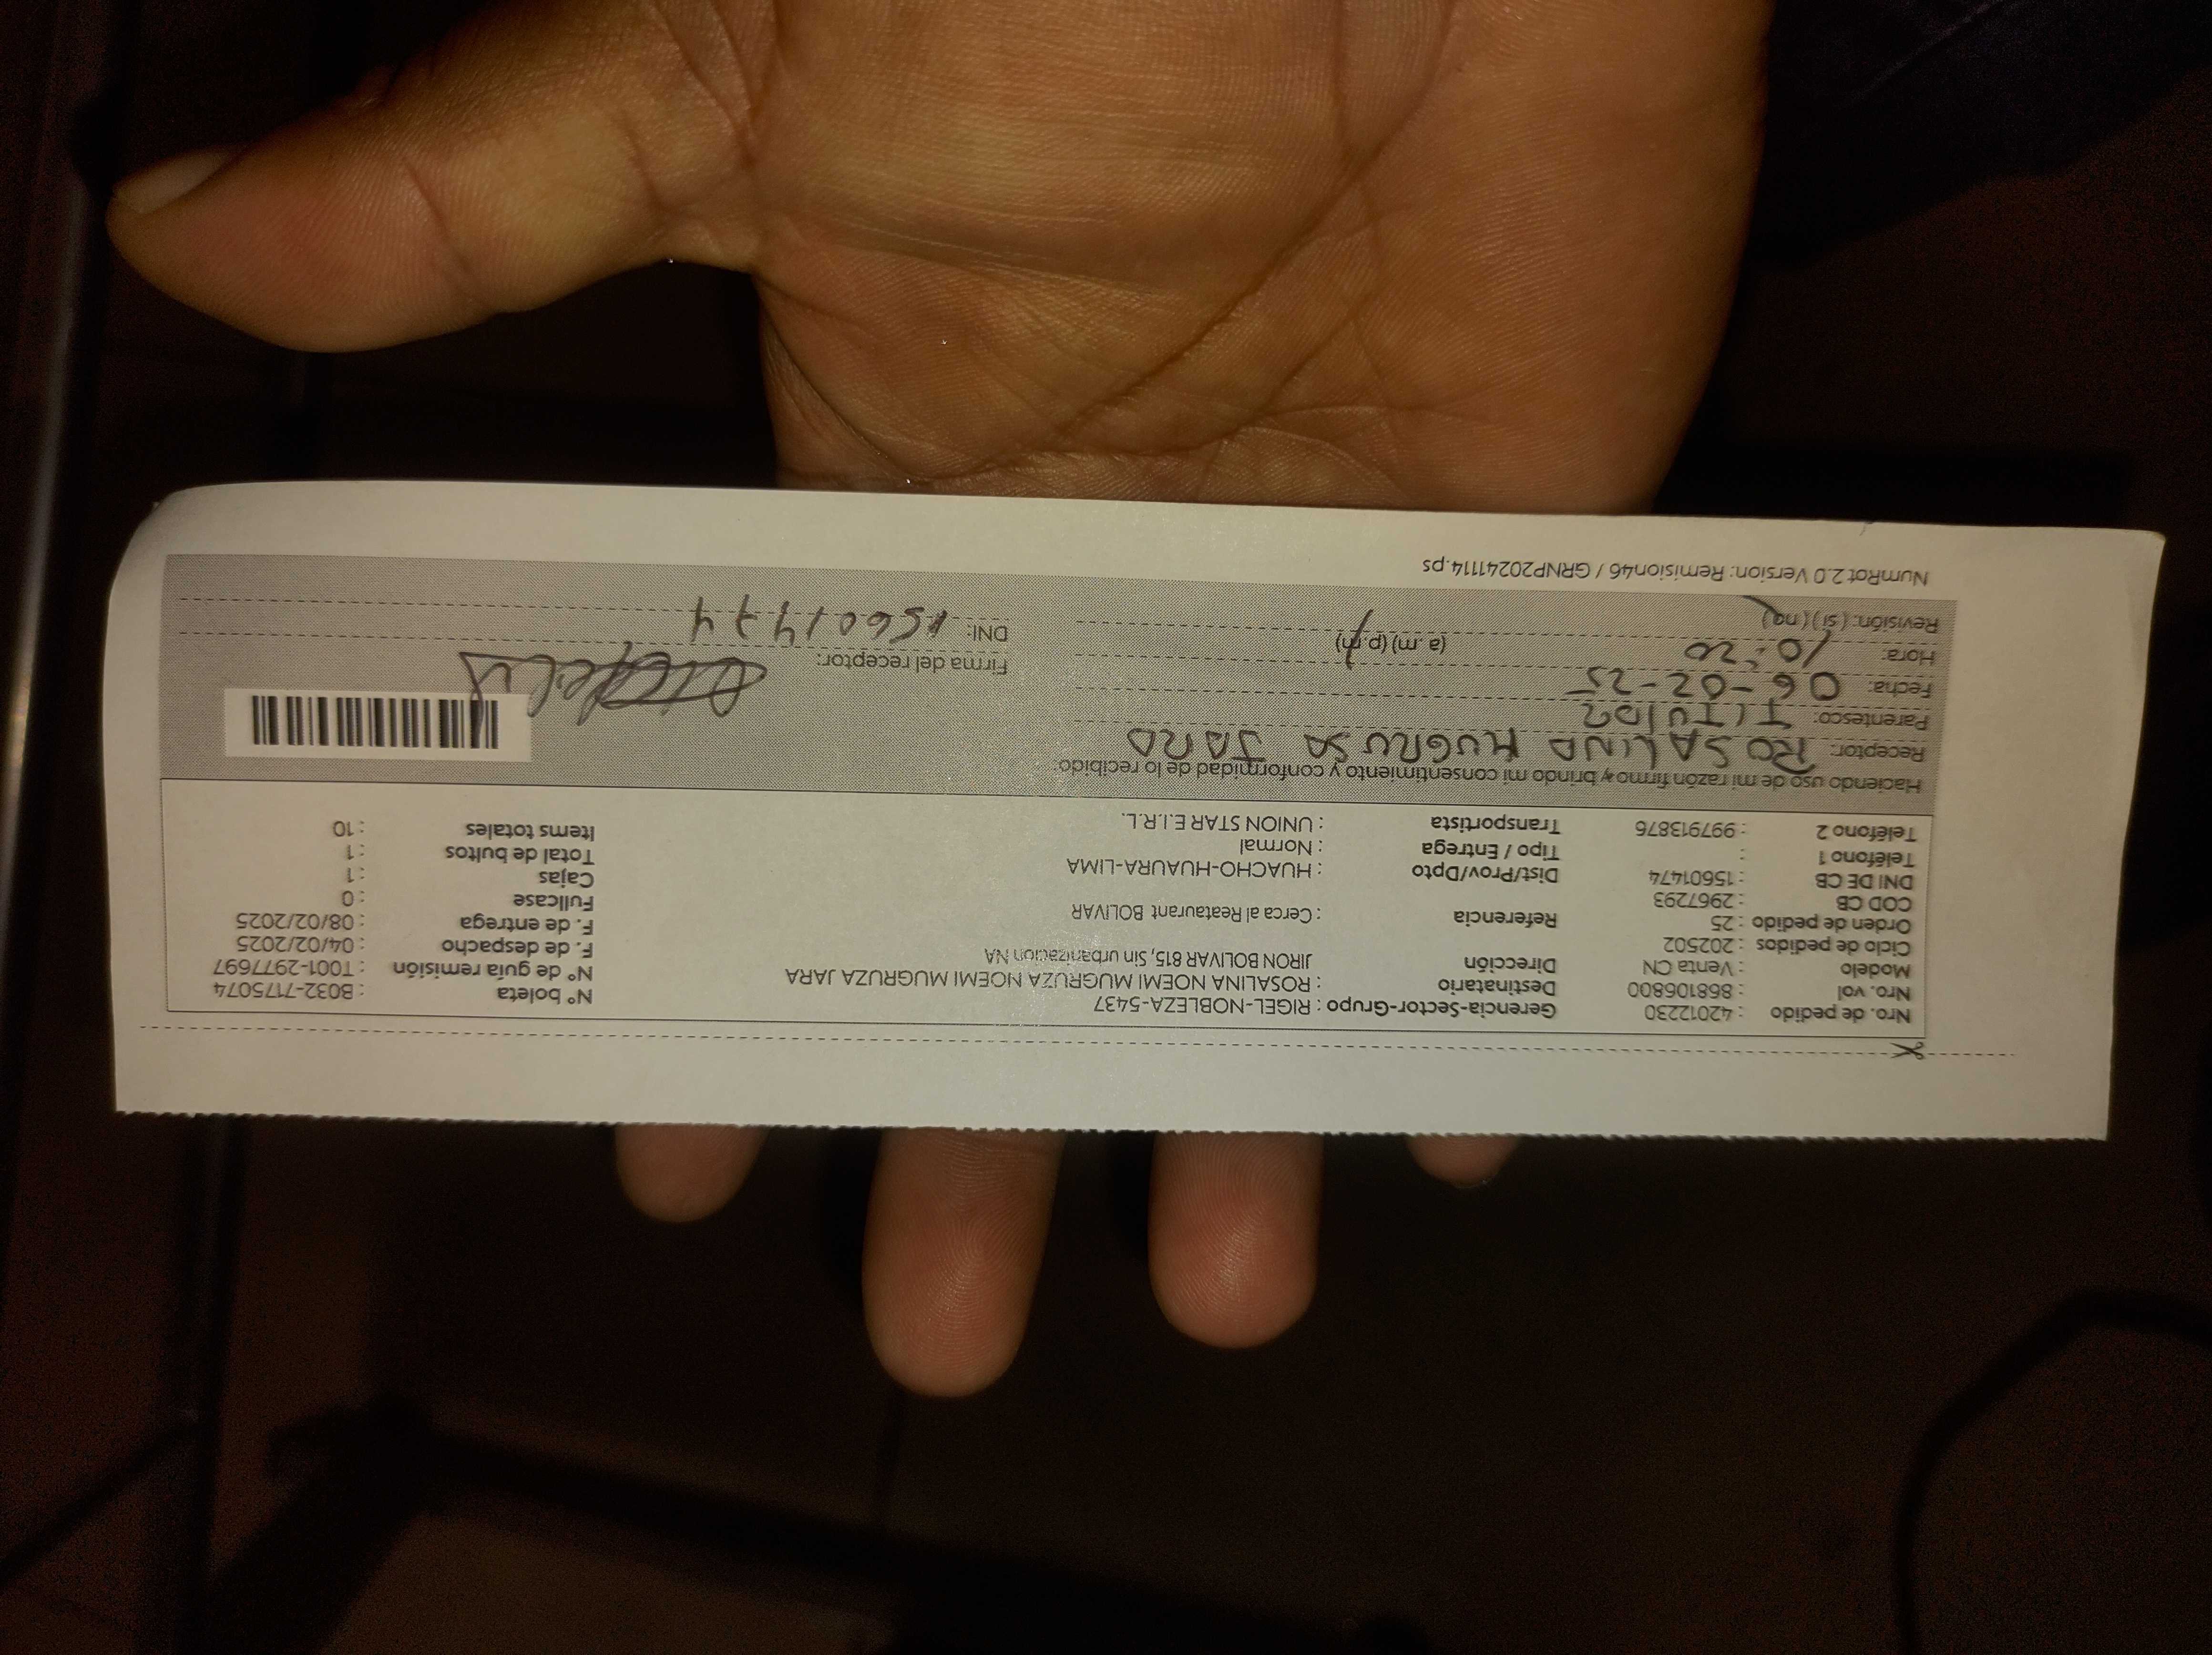 Nro. de pedido : 42012230 Gerencia-Sector-Grupo : RIGEL-NOBLEZA-5437 N° boleta : B032-7175074
Nro. vol : 868106800 Destinatario : ROSALINA NOEMI MUGRUZA NOEMI MUGRUZA JARA N° de guía remisión : T001-2977697
Modelo : Venta CN Dirección JIRON BOLIVAR 815, Sin urbanizacion NA F. de despacho : 04/02/2025
Ciclo de pedidos : 202502 F. de entrega : 08/02/2025
Orden de pedido : 25 Referencia : Cerca al Reataurant BOLIVAR Fullcase : 0
COD CB : 2967293 Cajas : 1
DNI DE CB : 15601474 Dist/Prov/Dpto : HUACHO-HUAURA-LIMA Total de bultos : 1
Teléfono 1 : Tipo / Entrega : Normal Items totales : 10
Teléfono 2 : 997913876 Transportista : UNION STAR E.I.R.L.
Haciendo uso de mi razón firmo y brindo mi consentimiento y conformidad de lo recibido:
Receptor: ROSALINA MUGRUSA JARA
Parentesco: TITULAR
Fecha: 06-02-25
Hora: 10:20 (a.m) (p.m) Firma del receptor:
Revisión: (si) (no) DNI: 15601474
NumRot 2.0 Version: Remision46 / GRNP20241114.ps